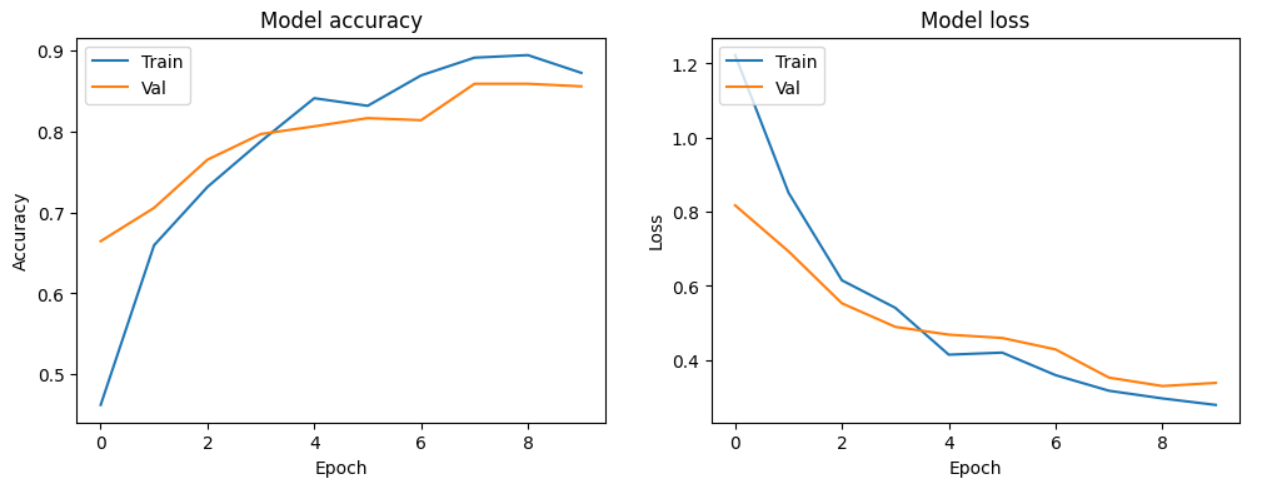 Model accuracy
0.9
0.8
0.7
0.6
0.5
Accuracy
Train
Val
0 2 4 6 8
Epoch
Model loss
1.2
1.0
0.8
0.6
0.4
Loss
Train
Val
0 2 4 6 8
Epoch